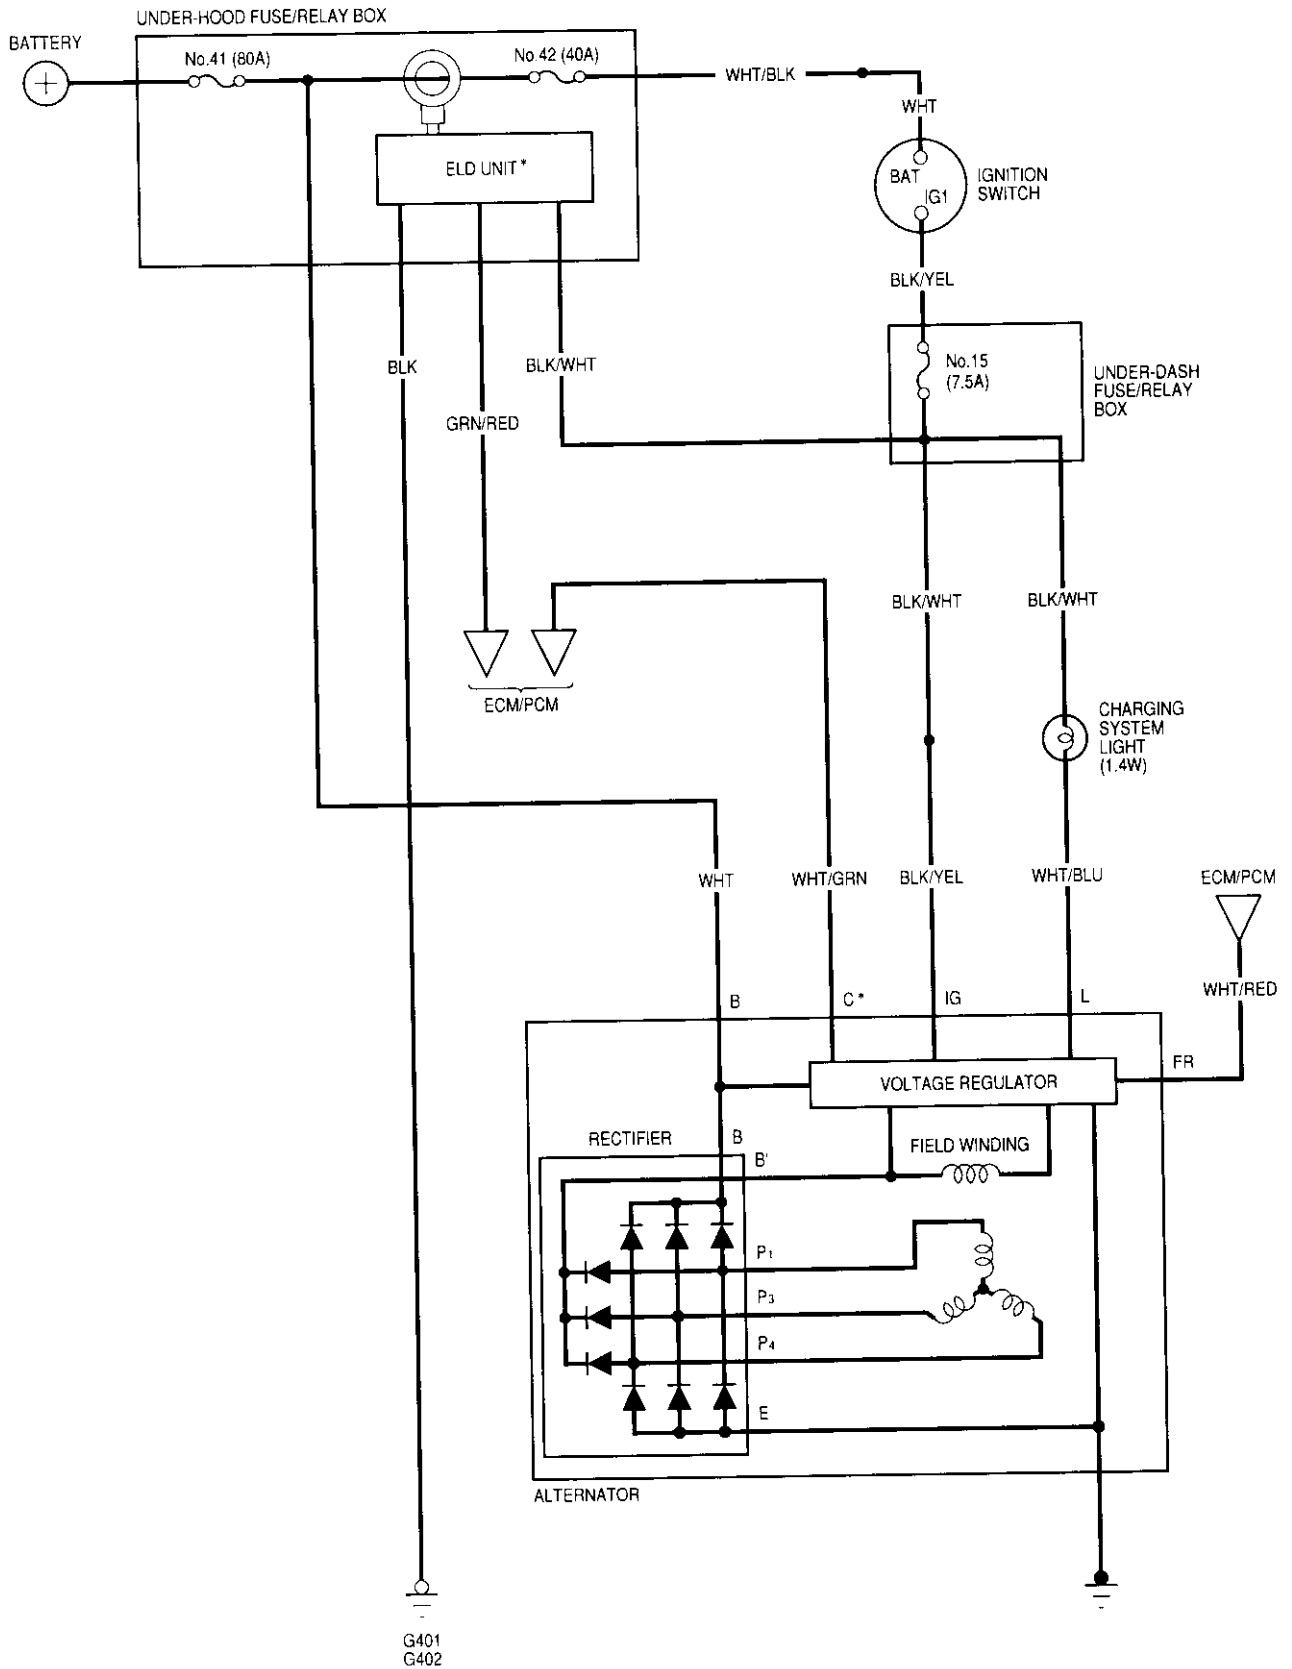 UNDER-HOOD FUSE/RELAY BOX
BATTERY
No.41 (80A)
No.42 (40A)
WHT/BLK
WHT
ELD UNIT*
BAT
IG1
IGNITION
SWITCH
BLK/YEL
BLK
BLK/WHT
No.15
(7.5A)
UNDER-DASH
FUSE/RELAY
BOX
GRN/RED
BLK/WHT
BLK/WHT
ECM/PCM
CHARGING
SYSTEM
LIGHT
(1.4W)
WHT
WHT/GRN
BLK/YEL
WHT/BLU
ECM/PCM
WHT/RED
B
C*
IG
L
FR
VOLTAGE REGULATOR
RECTIFIER
B
B'
FIELD WINDING
P1
P3
P4
E
ALTERNATOR
G401
G402